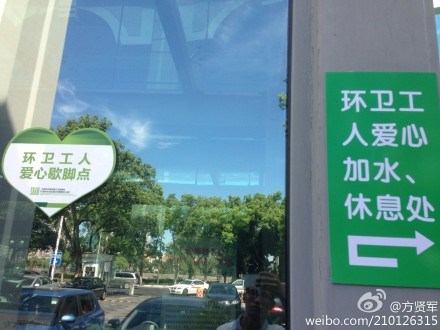 环卫工人
爱心歇脚点
环卫工
人爱心
加水、
休息处
@方贤军
weibo.com/210126315